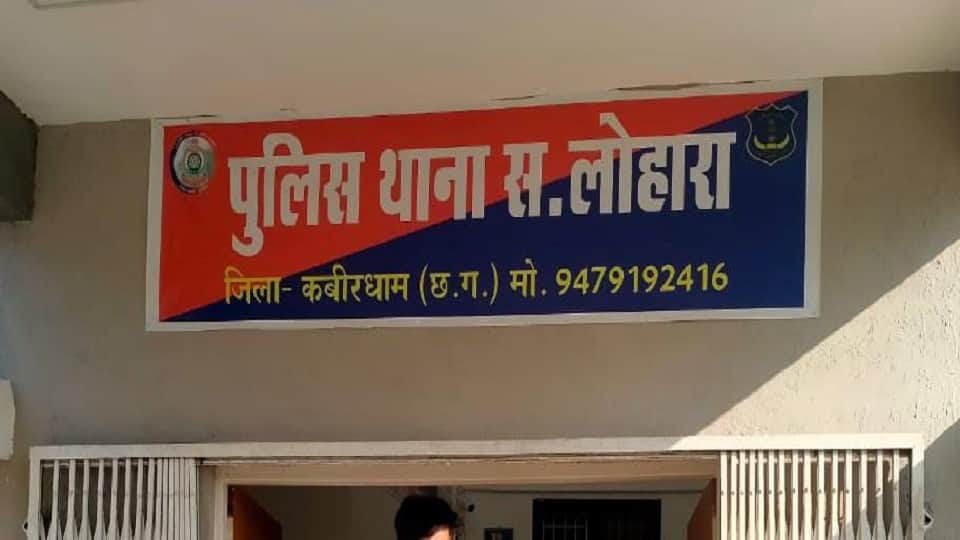 पुलिस थाना स.लोहारा
जिला- कबीरधाम (छ.ग.) मो. 9479192416